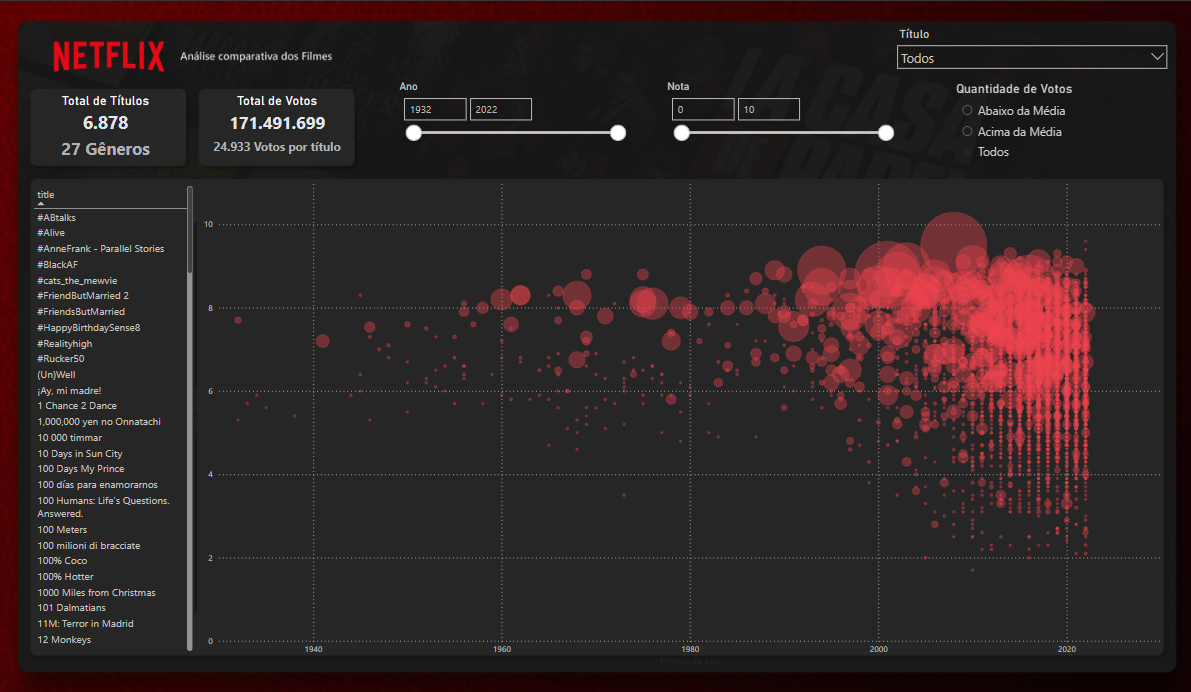 NETFLIX
Análise comparativa dos Filmes
Título
Todos
Total de Títulos
6.878
27 Gêneros
Total de Votos
171.491.699
24.933 Votos por título
Ano
1932
2022
Nota
0
10
Quantidade de Votos
Abaixo da Média
Acima da Média
Todos
title
#ABtalks
#Alive
#AnneFrank - Parallel Stories
#BlackAF
#cats_the_mewvie
#FriendButMarried 2
#FriendsButMarried
#HappyBirthdaySense8
#Realityhigh
#Rucker50
(Un)Well
¡Ay, mi madre!
1 Chance 2 Dance
1,000,000 yen no Onnatachi
10 000 timmar
10 Days in Sun City
100 Days My Prince
100 días para enamorarnos
100 Humans: Life's Questions.
Answered.
100 Meters
100 milioni di bracciate
100% Coco
100% Hotter
1000 Miles from Christmas
101 Dalmatians
11M: Terror in Madrid
12 Monkeys
10
8
6
4
2
0
1940
1960
1980
2000
2020
LA CASA
DE PAPEL